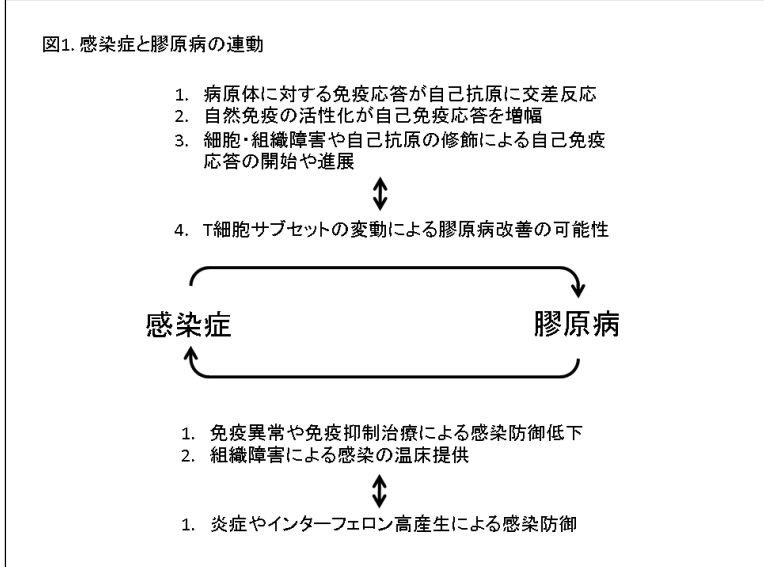 図1. 感染症と膠原病の連動
1. 病原体に対する免疫応答が自己抗原に交差反応
2. 自然免疫の活性化が自己免疫応答を増幅
3. 細胞・組織障害や自己抗原の修飾による自己免疫
応答の開始や進展
4. T細胞サブセットの変動による膠原病改善の可能性
感染症
膠原病
1. 免疫異常や免疫抑制治療による感染防御低下
2. 組織障害による感染の温床提供
1. 炎症やインターフェロン高産生による感染防御